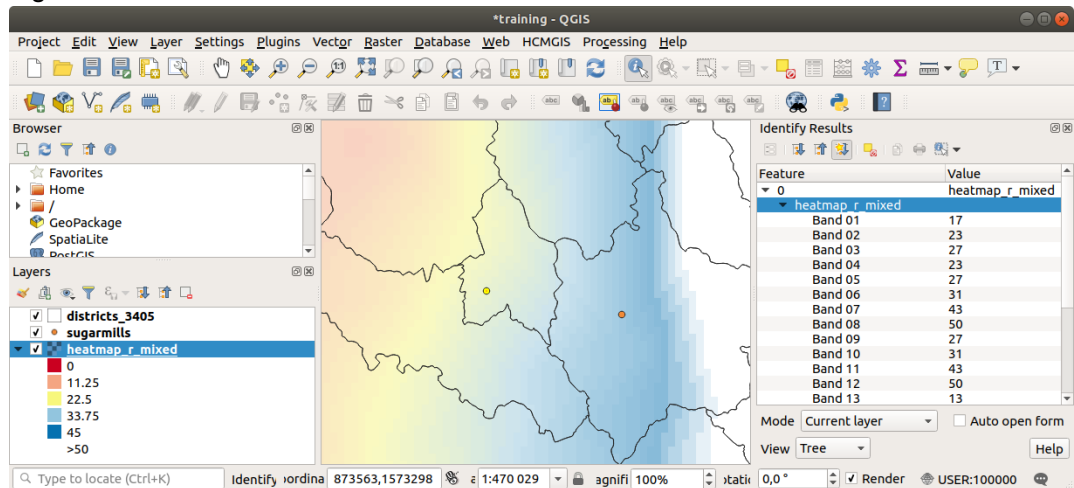 *training - QGIS
Project Edit View Layer Settings Plugins Vector Raster Database Web HCMGIS Processing Help
Browser
Favorites
Home
/
GeoPackage
SpatiaLite
PostGIS
Layers
districts_3405
sugarmills
heatmap_r_mixed
0
11.25
22.5
33.75
45
>50
Identify Results
Feature Value
0 heatmap_r_mixed
heatmap_r_mixed
Band 01 17
Band 02 23
Band 03 27
Band 04 23
Band 05 27
Band 06 31
Band 07 43
Band 08 50
Band 09 27
Band 10 31
Band 11 43
Band 12 50
Band 13 13
Mode Current layer Auto open form
View Tree Help
Type to locate (Ctrl+K) Identify oordina 873563,1573298 1:470 029 agnifi 100% otatic 0,0 ° Render USER:100000